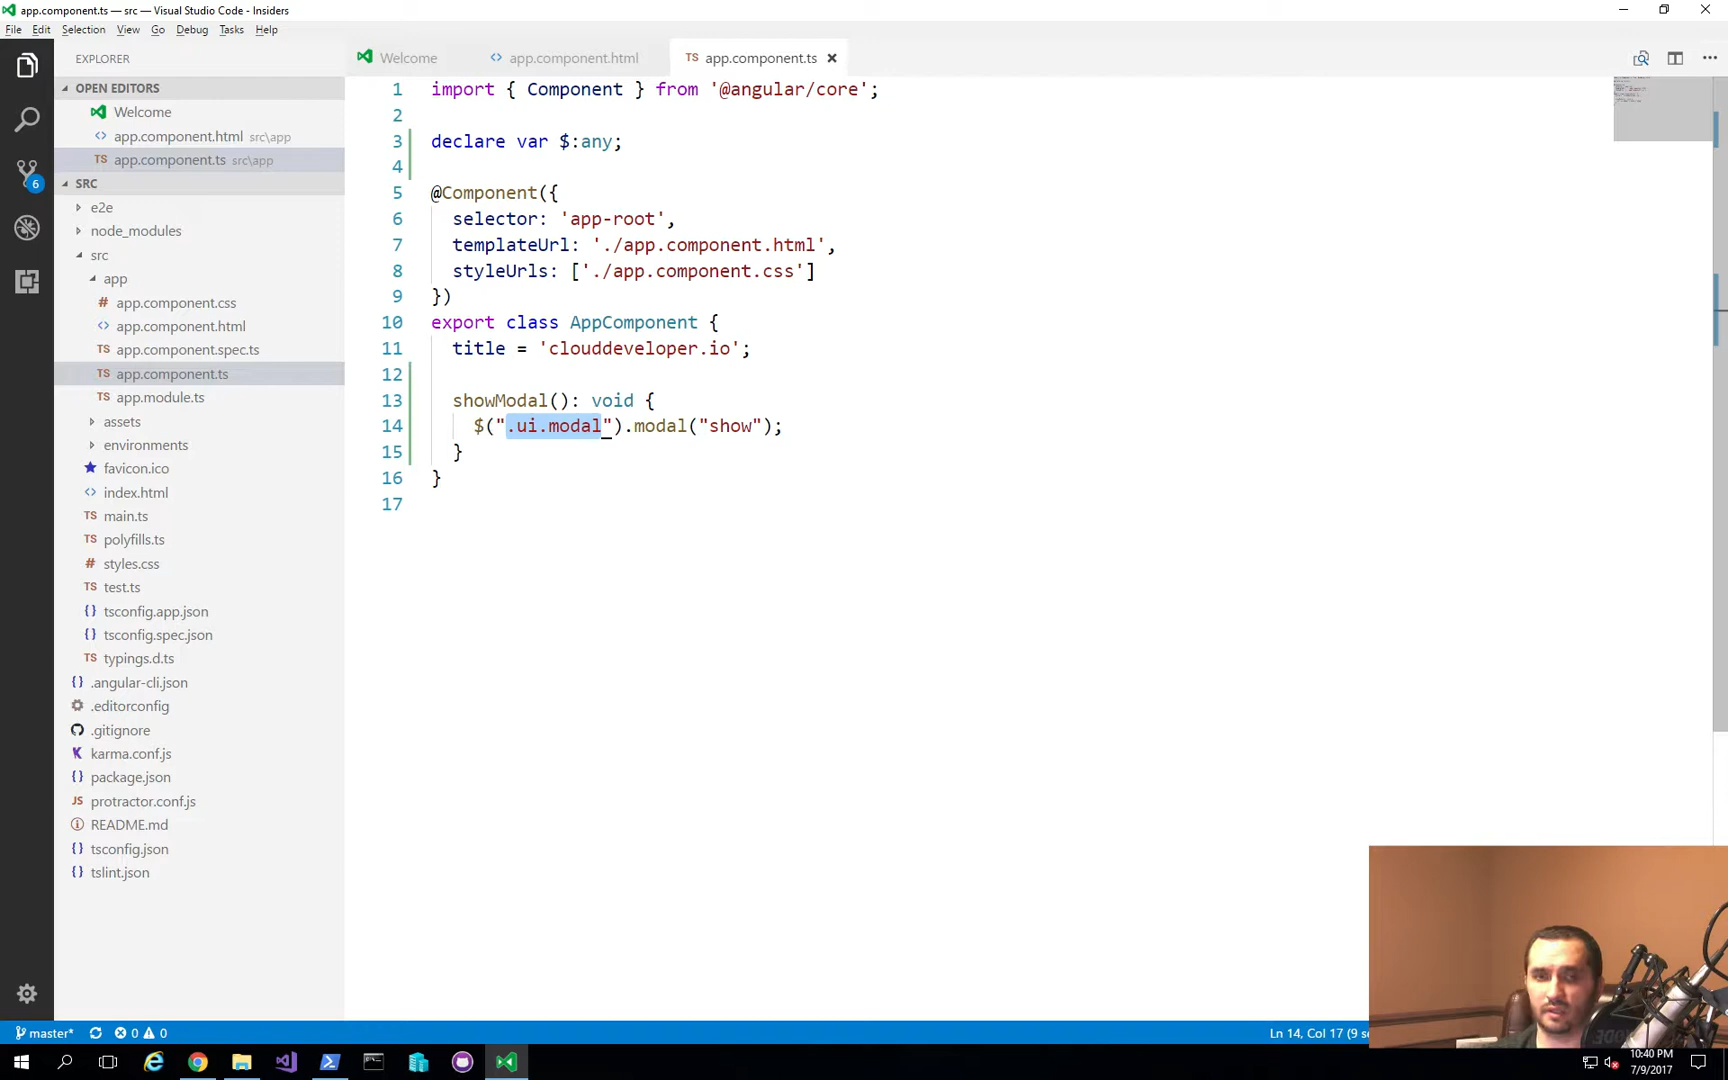 app.component.ts — src — Visual Studio Code - Insiders
File Edit Selection View Go Debug Tasks Help
EXPLORER
OPEN EDITORS
Welcome
app.component.html src\app
app.component.ts src\app
SRC
e2e
node_modules
src
app
app.component.css
app.component.html
app.component.spec.ts
app.component.ts
app.module.ts
assets
environments
favicon.ico
index.html
main.ts
polyfills.ts
styles.css
test.ts
tsconfig.app.json
tsconfig.spec.json
typings.d.ts
.angular-cli.json
.editorconfig
.gitignore
karma.conf.js
package.json
protractor.conf.js
README.md
tsconfig.json
tslint.json
6
Welcome app.component.html app.component.ts
1 import { Component } from '@angular/core';
2
3 declare var $:any;
4
5 @Component({
6 selector: 'app-root',
7 templateUrl: './app.component.html',
8 styleUrls: ['./app.component.css']
9 })
10 export class AppComponent {
11 title = 'clouddeveloper.io';
12
13 showModal(): void {
14 $(".ui.modal").modal("show");
15 }
16 }
17
master* 0 0 Ln 14, Col 17 (9 se
RODE
10:40 PM
7/9/2017